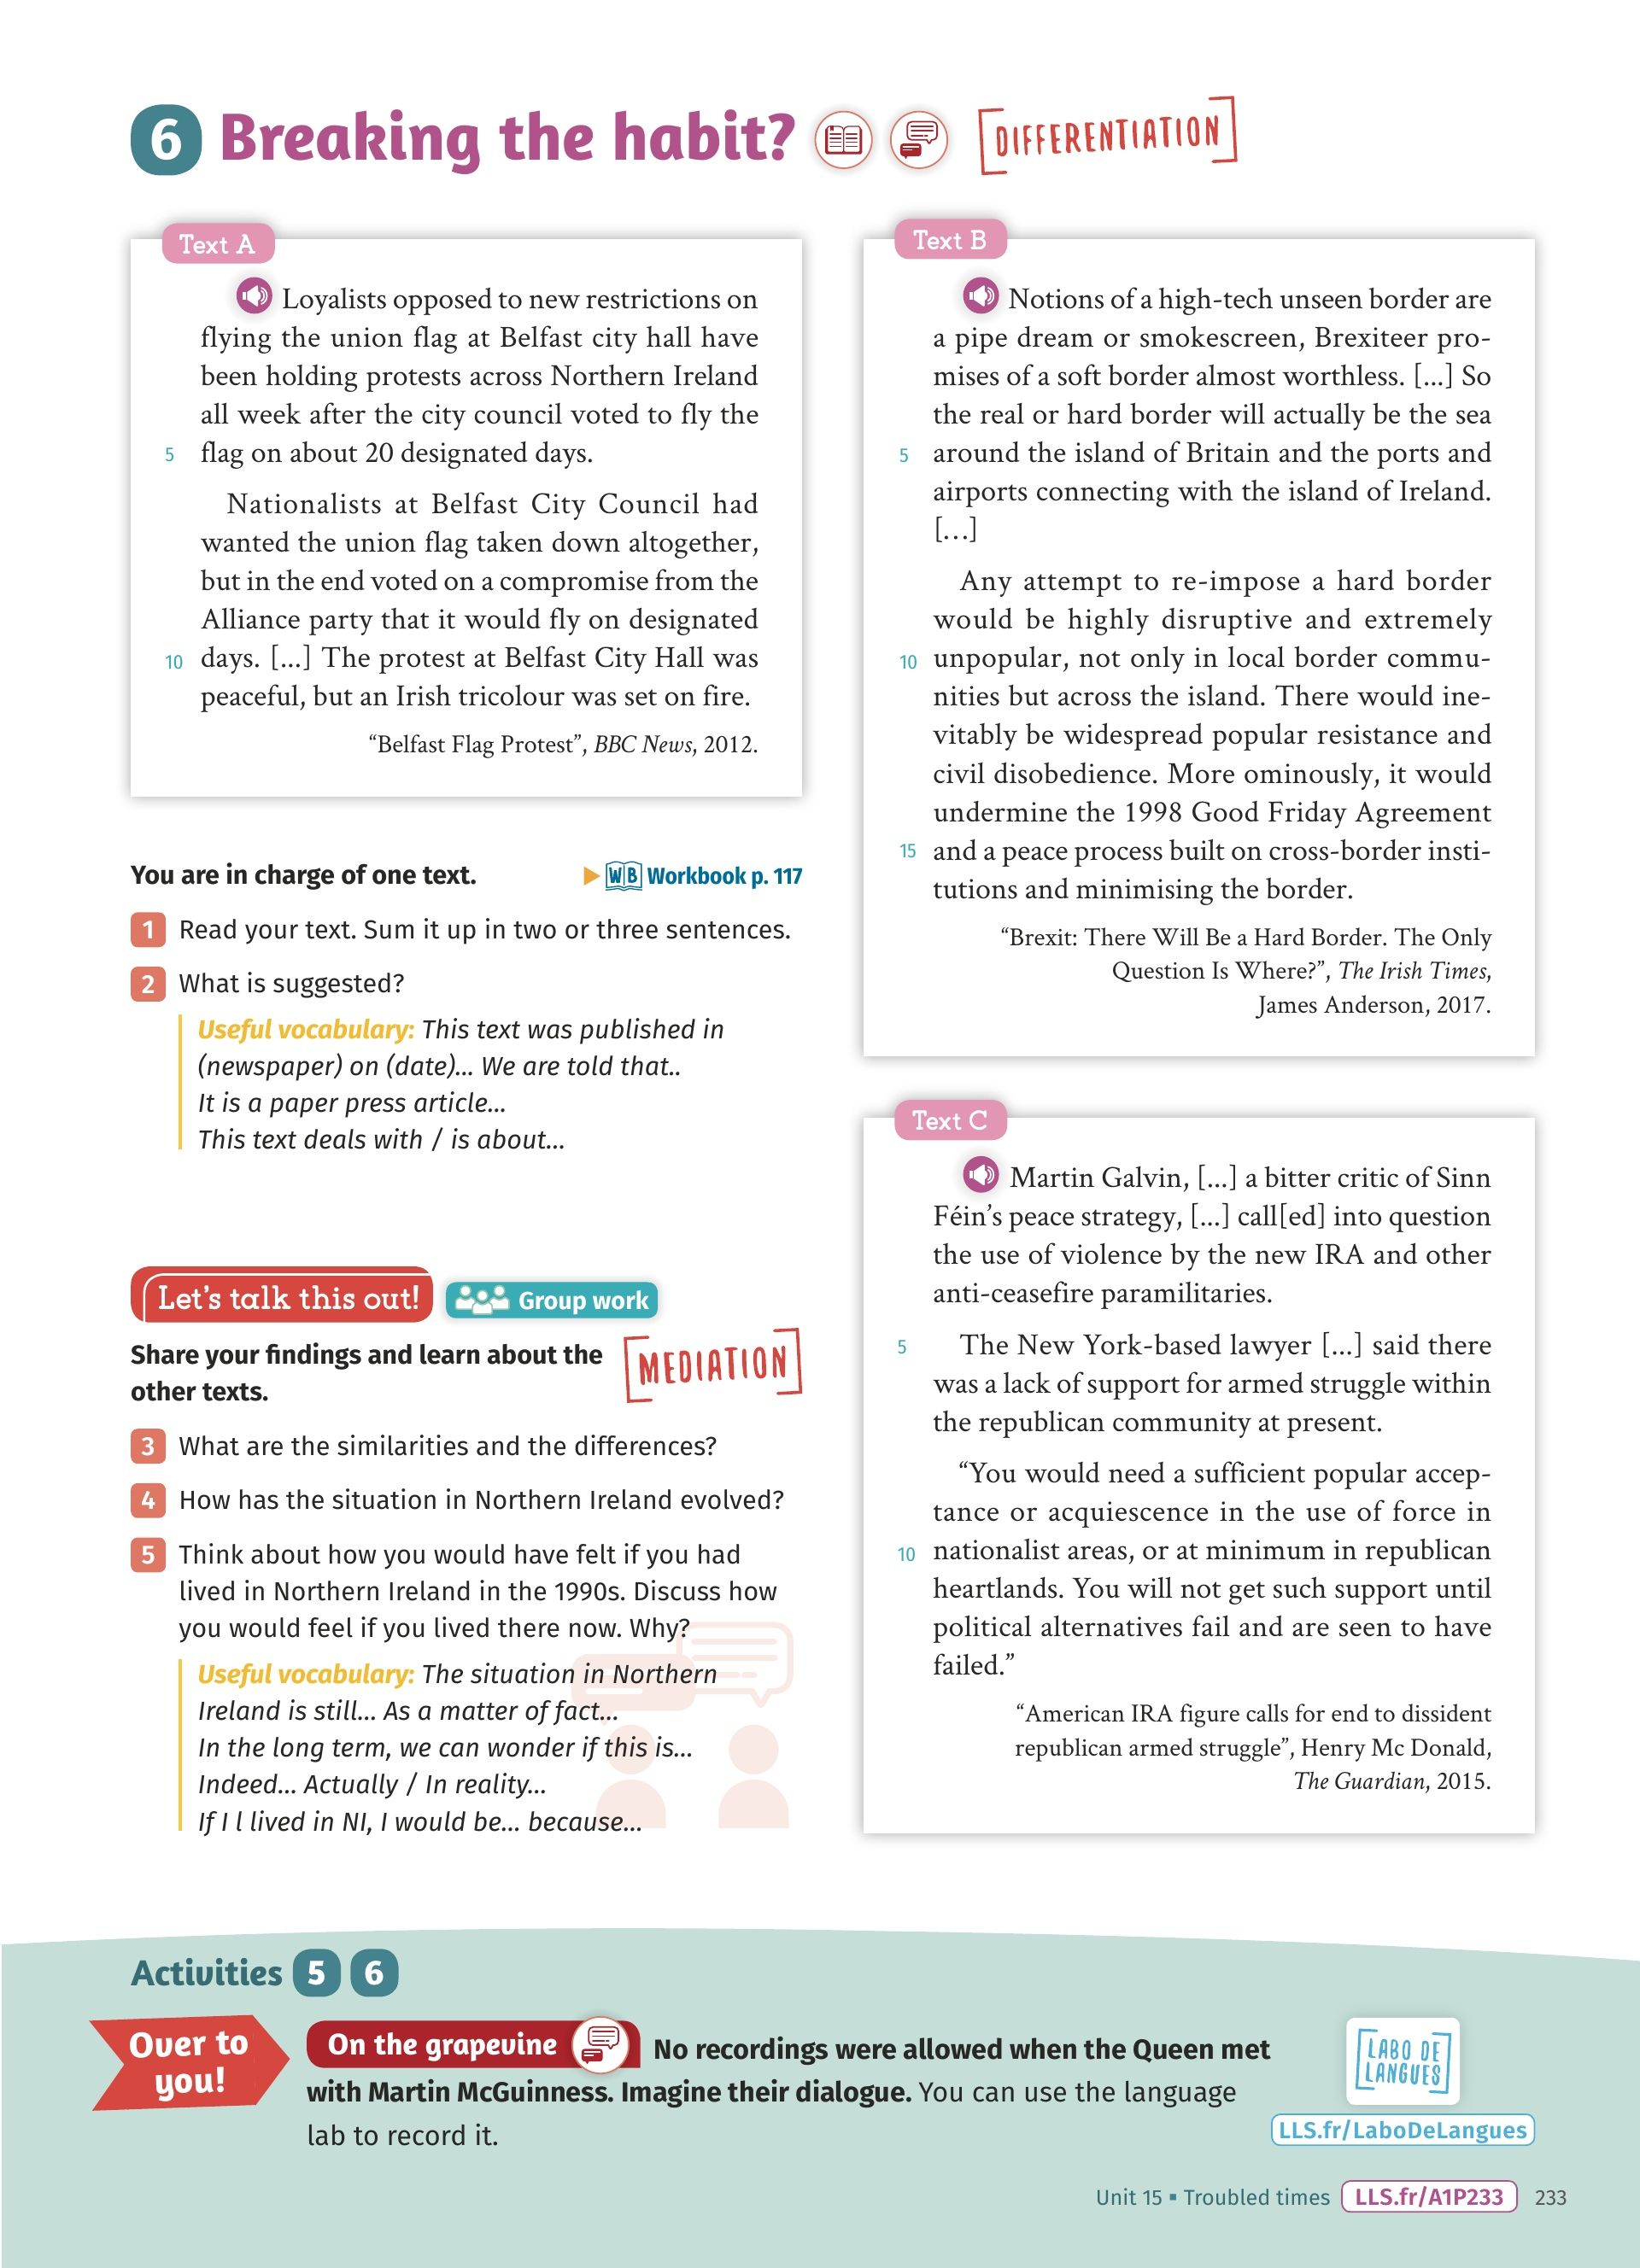 6 Breaking the habit? DIFFERENTIATION
Text A
Loyalists opposed to new restrictions on
flying the union flag at Belfast city hall have
been holding protests across Northern Ireland
all week after the city council voted to fly the
5 flag on about 20 designated days.
Nationalists at Belfast City Council had
wanted the union flag taken down altogether,
but in the end voted on a compromise from the
Alliance party that it would fly on designated
10 days. [...] The protest at Belfast City Hall was
peaceful, but an Irish tricolour was set on fire.
“Belfast Flag Protest”, BBC News, 2012.
You are in charge of one text. WB Workbook p. 117
1 Read your text. Sum it up in two or three sentences.
2 What is suggested?
Useful vocabulary: This text was published in
(newspaper) on (date)... We are told that..
It is a paper press article...
This text deals with / is about...
Let’s talk this out! Group work
Share your findings and learn about the
other texts.
MEDIATION
3 What are the similarities and the differences?
4 How has the situation in Northern Ireland evolved?
5 Think about how you would have felt if you had
lived in Northern Ireland in the 1990s. Discuss how
you would feel if you lived there now. Why?
Useful vocabulary: The situation in Northern
Ireland is still... As a matter of fact...
In the long term, we can wonder if this is...
Indeed... Actually / In reality...
If I l lived in NI, I would be... because...
Text B
Notions of a high-tech unseen border are
a pipe dream or smokescreen, Brexiteer pro-
mises of a soft border almost worthless. [...] So
the real or hard border will actually be the sea
5 around the island of Britain and the ports and
airports connecting with the island of Ireland.
[...]
Any attempt to re-impose a hard border
would be highly disruptive and extremely
10 unpopular, not only in local border commu-
nities but across the island. There would ine-
vitably be widespread popular resistance and
civil disobedience. More ominously, it would
undermine the 1998 Good Friday Agreement
15 and a peace process built on cross-border insti-
tutions and minimising the border.
“Brexit: There Will Be a Hard Border. The Only
Question Is Where?”, The Irish Times,
James Anderson, 2017.
Text C
Martin Galvin, [...] a bitter critic of Sinn
Féin’s peace strategy, [...] call[ed] into question
the use of violence by the new IRA and other
anti-ceasefire paramilitaries.
5 The New York-based lawyer [...] said there
was a lack of support for armed struggle within
the republican community at present.
“You would need a sufficient popular accep-
tance or acquiescence in the use of force in
10 nationalist areas, or at minimum in republican
heartlands. You will not get such support until
political alternatives fail and are seen to have
failed.”
“American IRA figure calls for end to dissident
republican armed struggle”, Henry Mc Donald,
The Guardian, 2015.
Activities 5 6
Over to
you!
On the grapevine No recordings were allowed when the Queen met
with Martin McGuinness. Imagine their dialogue. You can use the language
lab to record it.
LABO DE
LANGUES
LLS.fr/LaboDeLangues
Unit 15 ▪ Troubled times LLS.fr/A1P233 233